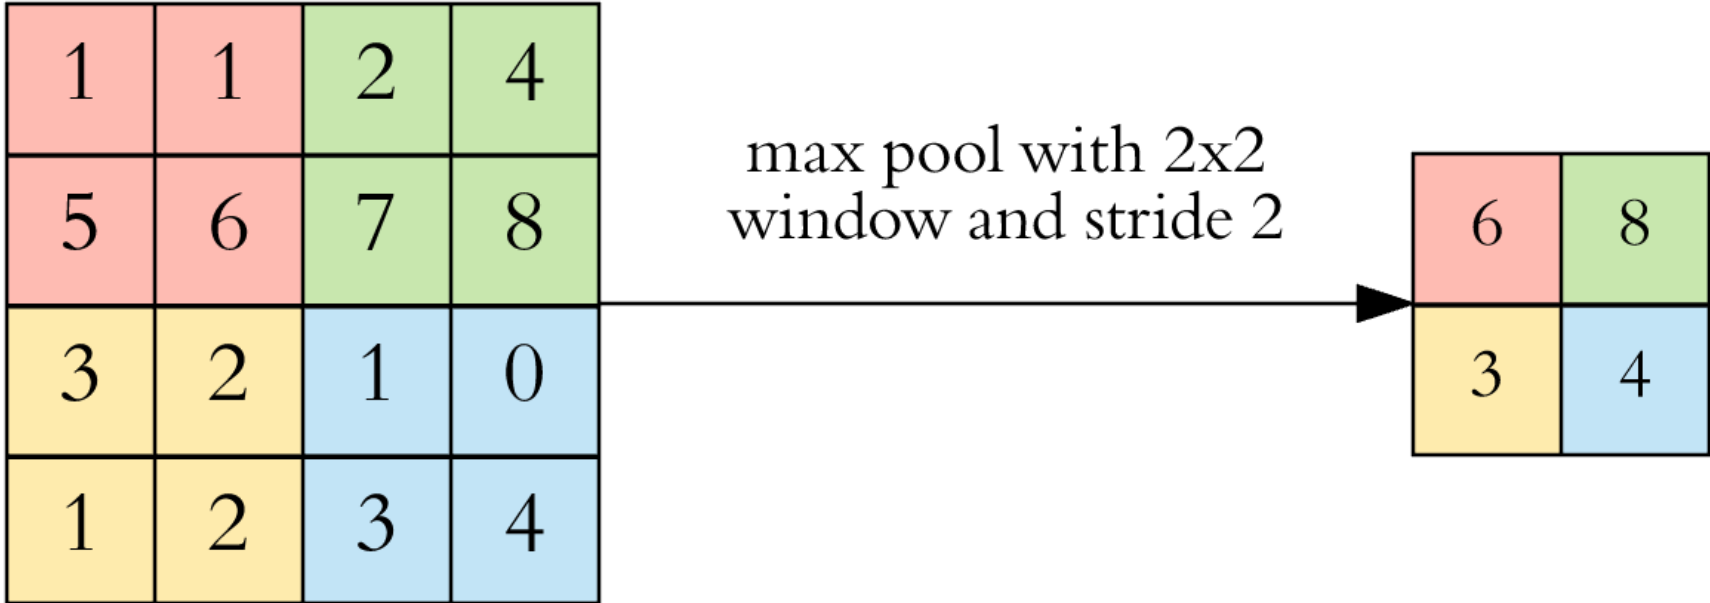 1 1 2 4
5 6 7 8
3 2 1 0
1 2 3 4
max pool with 2x2
window and stride 2
6 8
3 4